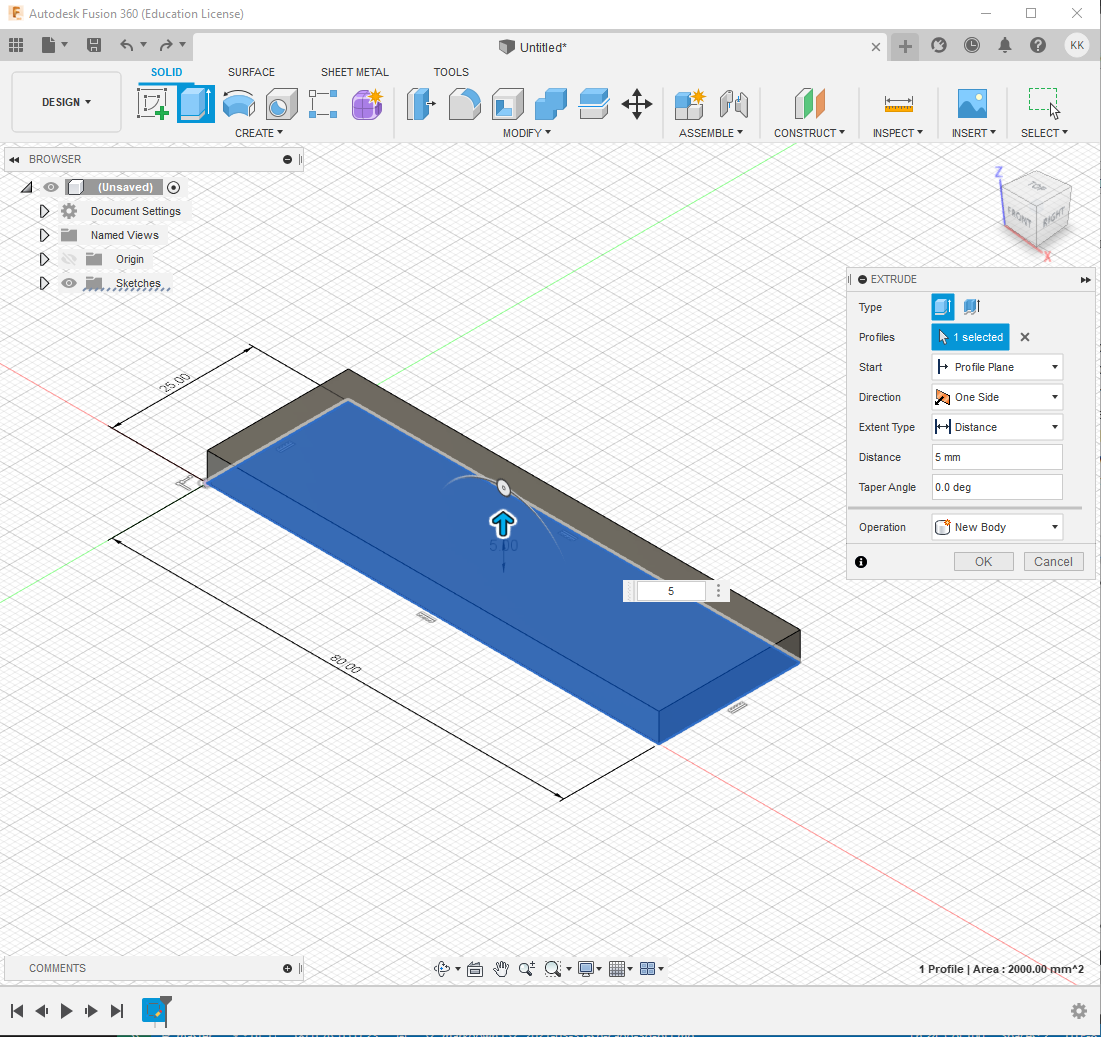 Autodesk Fusion 360 (Education License)
Untitled*
KK
SOLID SURFACE SHEET METAL TOOLS
DESIGN
CREATE MODIFY ASSEMBLE CONSTRUCT INSPECT INSERT SELECT
BROWSER
(Unsaved)
Document Settings
Named Views
Origin
Sketches
Z
TOP
FRONT
RIGHT
X
EXTRUDE
Type
Profiles 1 selected
Start Profile Plane
Direction One Side
Extent Type Distance
Distance 5 mm
Taper Angle 0.0 deg
Operation New Body
OK Cancel
25.00
5.00
5
80.00
COMMENTS
1 Profile | Area : 2000.00 mm^2